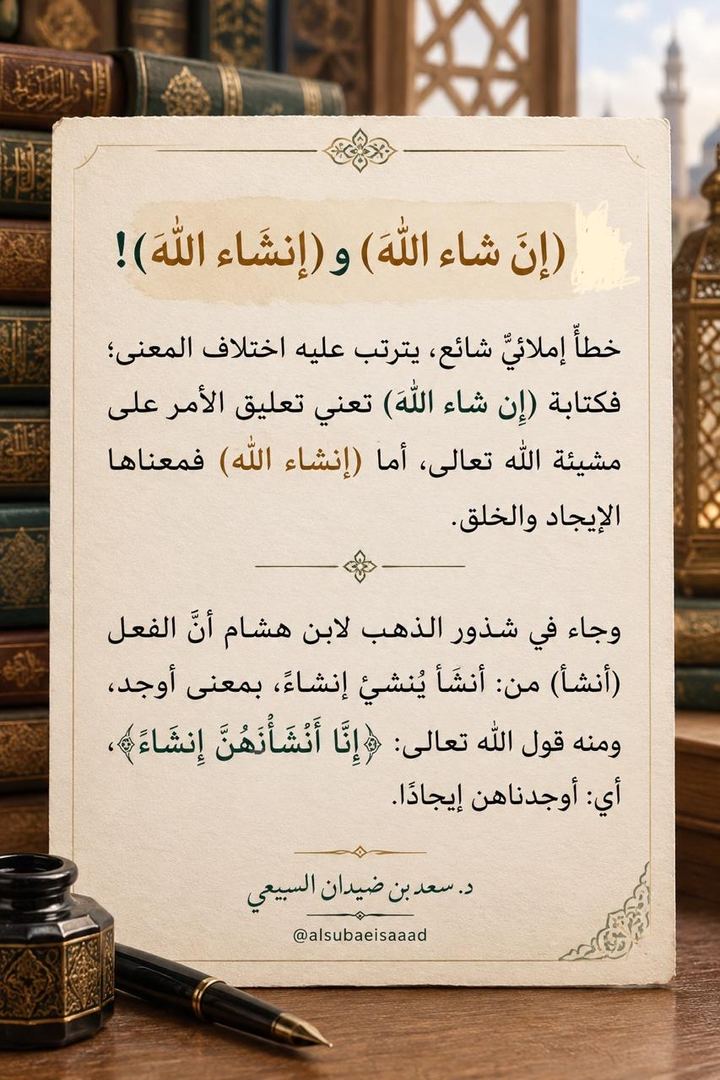 (إنَ شاء اللهَ) و (إنشَاء اللهَ)!
خطأٌ إملائيٌّ شائع، يترتب عليه اختلاف المعنى؛
فكتابة (إِن شاء اللهَ) تعني تعليق الأمر على
مشيئة الله تعالى، أما (إنشاء الله) فمعناها
الإيجاد والخلق.
وجاء في شذور الذهب لابن هشام أنَّ الفعل
(أنشأ) من: أنشَأ يُنشئ إنشاءً، بمعنى أوجد،
ومنه قول الله تعالى: ﴿إِنَّا أَنْشَأْنَهُنَّ إِنشَاءً﴾،
أي: أوجدناهن إيجادًا.
د. سعد بن ضيدان السبيعي
@alsubaeisaaad